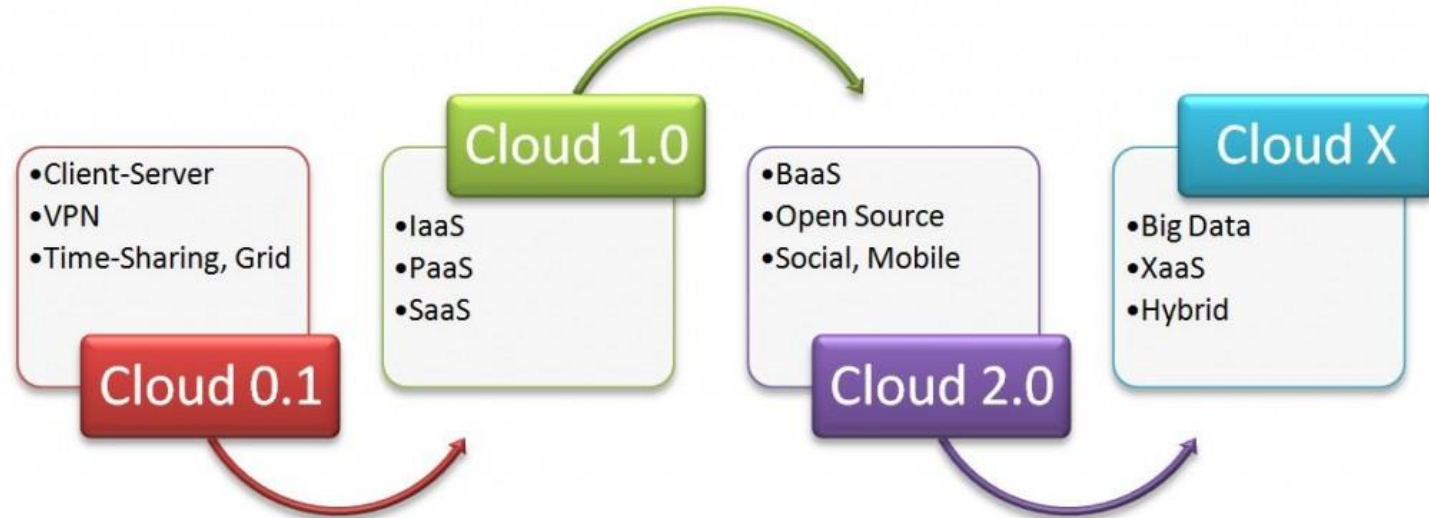 •Client-Server
•VPN
•Time-Sharing, Grid
Cloud 0.1
Cloud 1.0
•IaaS
•PaaS
•SaaS
•BaaS
•Open Source
•Social, Mobile
Cloud 2.0
Cloud X
•Big Data
•XaaS
•Hybrid